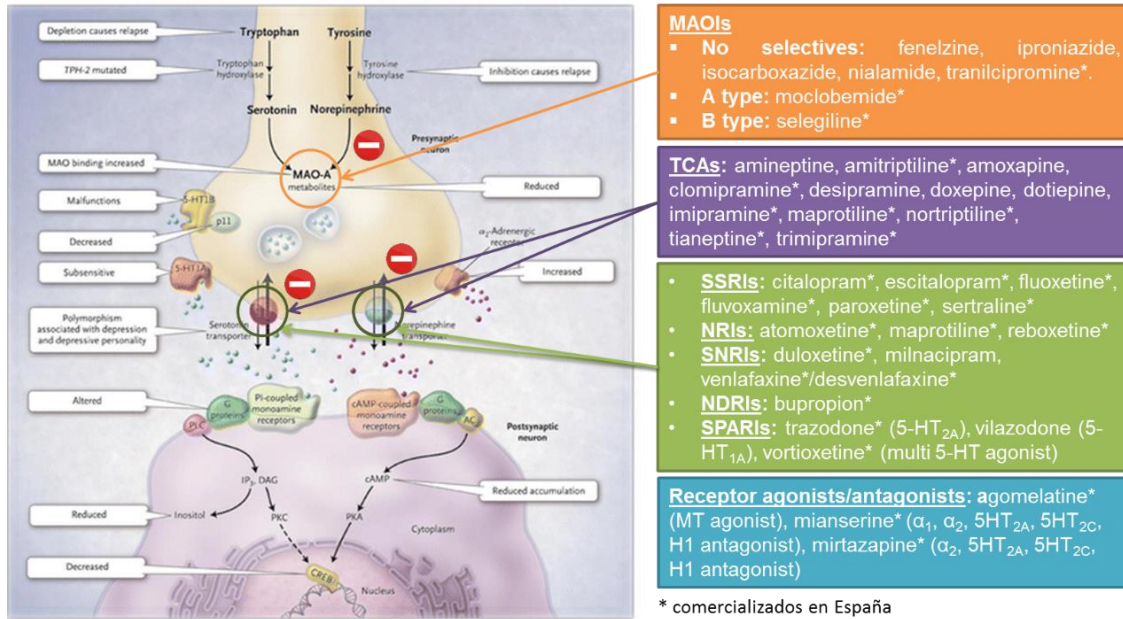 Depletion causes relapse
Tryptophan
Tyrosine
TPH-2 mutated
Tryptophan
hydroxylase
Tyrosine
hydroxylase
Inhibition causes relapse
Serotonin
Norepinephrine
Presynaptic
neuron
MAO binding increased
MAO-A
metabolites
Reduced
Malfunctions
5-HT1B
p11
Decreased
α2-Adrenergic
receptor
Subsensitive
5-HT1A
Increased
Polymorphism
associated with depression
and depressive personality
Serotonin
transporter
Norepinephine
transporter
Altered
PLC
G
proteins
PI-coupled
monoamine
receptors
cAMP-coupled
monoamine
receptors
G
proteins
AC
Postsynaptic
neuron
IP3, DAG
cAMP
Reduced accumulation
Reduced
Inositol
PKC
PKA
Cytoplasm
Decreased
CREB
Nucleus
MAOIs
▪ No selectives: fenelzine, iproniazide,
isocarboxazide, nialamide, tranilcipromine*.
▪ A type: moclobemide*
▪ B type: selegiline*
TCAs: amineptine, amitriptiline*, amoxapine,
clomipramine*, desipramine, doxepine, dotiepine,
imipramine*, maprotiline*, nortriptiline*,
tianeptine*, trimipramine*
• SSRIs: citalopram*, escitalopram*, fluoxetine*,
fluvoxamine*, paroxetine*, sertraline*
• NRIs: atomoxetine*, maprotiline*, reboxetine*
• SNRIs: duloxetine*, milnacipram,
venlafaxine*/desvenlafaxine*
• NDRIs: bupropion*
• SPARIs: trazodone* (5-HT2A), vilazodone (5-
HT1A), vortioxetine* (multi 5-HT agonist)
Receptor agonists/antagonists: agomelatine*
(MT agonist), mianserine* (α1, α2, 5HT2A, 5HT2C,
H1 antagonist), mirtazapine* (α2, 5HT2A, 5HT2C,
H1 antagonist)
* comercializados en España